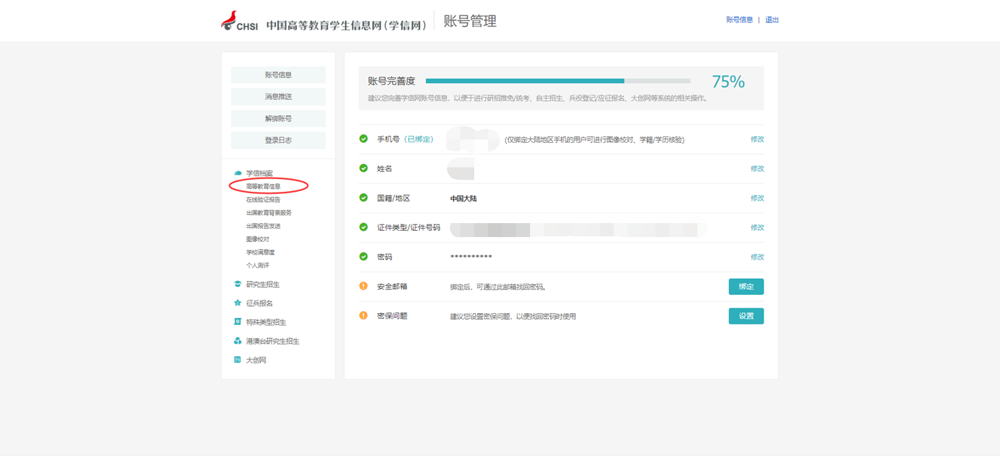 CHSI 中国高等教育学生信息网(学信网) 账号管理
账号信息 | 退出
账号信息
消息推送
解绑账号
登录日志
学信档案
高等教育信息
在线验证报告
出国教育背景服务
出国报告发送
图像校对
学校满意度
个人测评
研究生招生
征兵报名
特殊类型招生
港澳台研究生招生
大创网
账号完善度 75%
建议您完善学信网账号信息，以便于进行研招推免/统考、自主招生、兵役登记/应征报名、大创网等系统的相关操作。
手机号（已绑定） (仅绑定大陆地区手机的用户可进行图像校对、学籍/学历核验) 修改
姓名 修改
国籍/地区 中国大陆 修改
证件类型/证件号码 修改
密码 ********** 修改
安全邮箱 绑定后，可通过此邮箱找回密码。 绑定
密保问题 建议您设置密保问题，以便找回密码时使用 设置